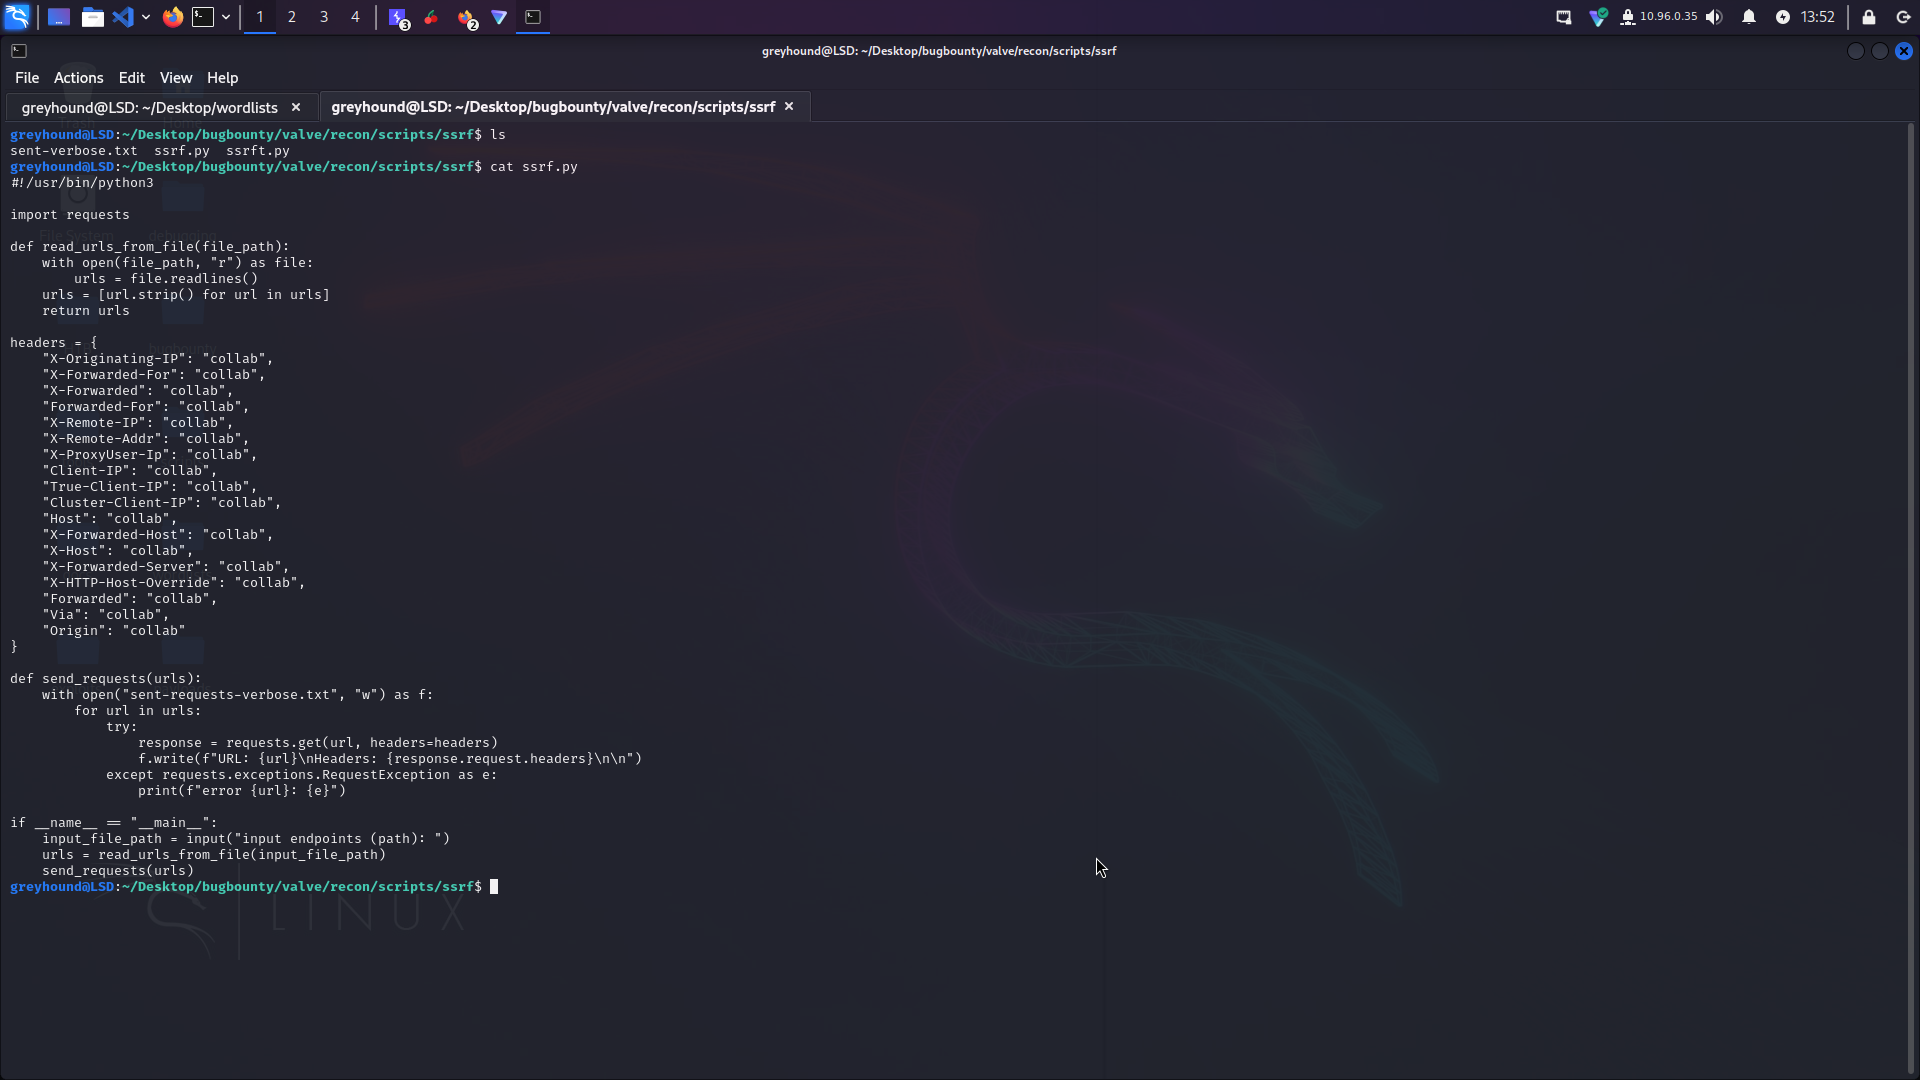 1 2 3 4 3 2 10.96.0.35 13:52
greyhound@LSD: ~/Desktop/bugbounty/valve/recon/scripts/ssrf
File Actions Edit View Help
greyhound@LSD: ~/Desktop/wordlists × greyhound@LSD: ~/Desktop/bugbounty/valve/recon/scripts/ssrf ×
greyhound@LSD:~/Desktop/bugbounty/valve/recon/scripts/ssrf$ ls
sent-verbose.txt  ssrf.py  ssrft.py
greyhound@LSD:~/Desktop/bugbounty/valve/recon/scripts/ssrf$ cat ssrf.py
#!/usr/bin/python3
import requests
def read_urls_from_file(file_path):
    with open(file_path, "r") as file:
        urls = file.readlines()
    urls = [url.strip() for url in urls]
    return urls
headers = {
    "X-Originating-IP": "collab",
    "X-Forwarded-For": "collab",
    "X-Forwarded": "collab",
    "Forwarded-For": "collab",
    "X-Remote-IP": "collab",
    "X-Remote-Addr": "collab",
    "X-ProxyUser-Ip": "collab",
    "Client-IP": "collab",
    "True-Client-IP": "collab",
    "Cluster-Client-IP": "collab",
    "Host": "collab",
    "X-Forwarded-Host": "collab",
    "X-Host": "collab",
    "X-Forwarded-Server": "collab",
    "X-HTTP-Host-Override": "collab",
    "Forwarded": "collab",
    "Via": "collab",
    "Origin": "collab"
}
def send_requests(urls):
    with open("sent-requests-verbose.txt", "w") as f:
        for url in urls:
            try:
                response = requests.get(url, headers=headers)
                f.write(f"URL: {url}\nHeaders: {response.request.headers}\n\n")
            except requests.exceptions.RequestException as e:
                print(f"error {url}: {e}")
if __name__ == "__main__":
    input_file_path = input("input endpoints (path): ")
    urls = read_urls_from_file(input_file_path)
    send_requests(urls)
greyhound@LSD:~/Desktop/bugbounty/valve/recon/scripts/ssrf$
LINUX